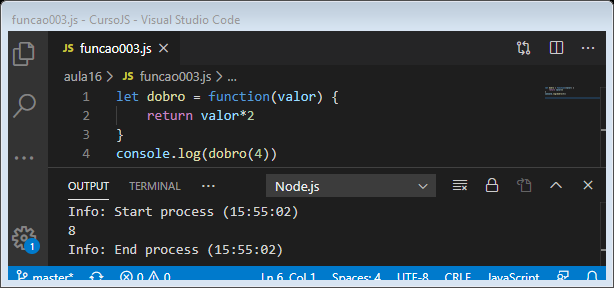 funcao003.js - CursoJS - Visual Studio Code
JS funcao003.js
aula16 > JS funcao003.js > ...
1 let dobro = function(valor) {
2 return valor*2
3 }
4 console.log(dobro(4))
OUTPUT TERMINAL ··· Node.js
Info: Start process (15:55:02)
8
Info: End process (15:55:02)
1
master* 0 0 Ln 6, Col 1 Spaces: 4 UTF-8 CRLF JavaScript